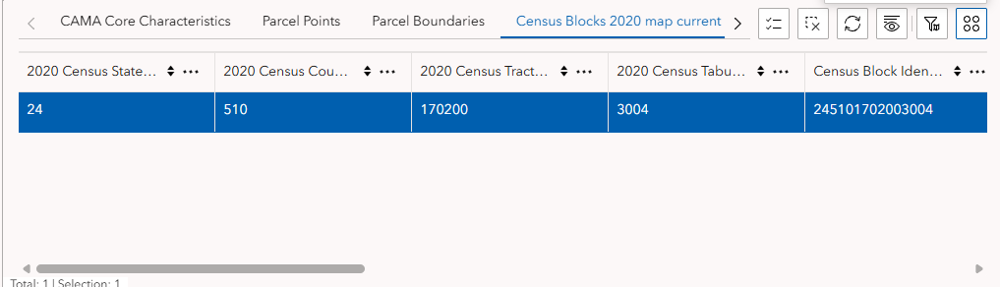 CAMA Core Characteristics Parcel Points Parcel Boundaries Census Blocks 2020 map current
2020 Census State... 2020 Census Cou... 2020 Census Tract... 2020 Census Tabu... Census Block Iden...
24 510 170200 3004 245101702003004
Total: 1 | Selection: 1